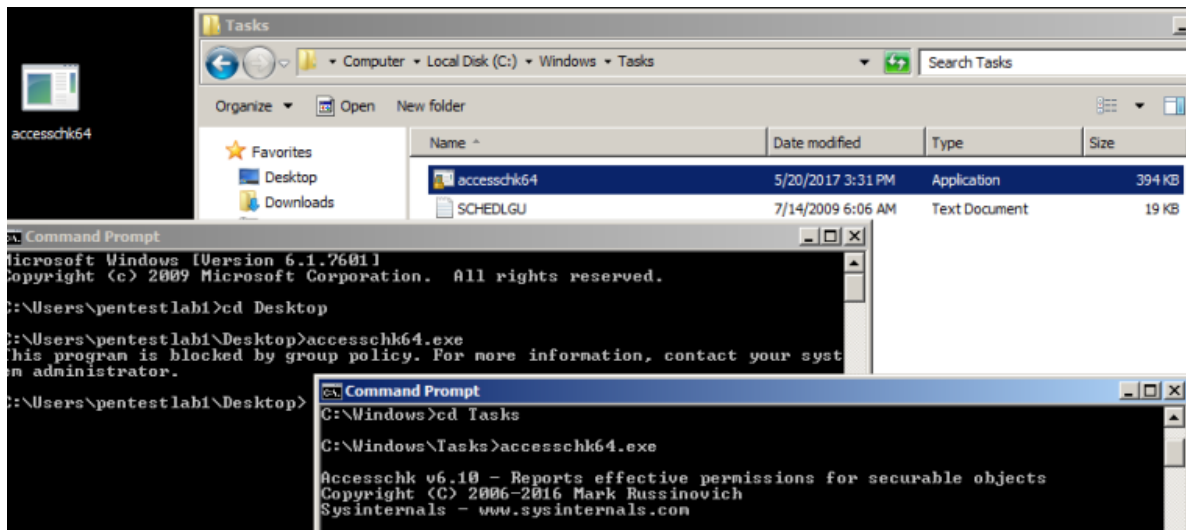 accesschk64
Tasks
Computer Local Disk (C:) Windows Tasks
Search Tasks
Organize Open New folder
Favorites
Desktop
Downloads
Name Date modified Type Size
accesschk64 5/20/2017 3:31 PM Application 394 KB
SCHEDLGU 7/14/2009 6:06 AM Text Document 19 KB
Command Prompt
Microsoft Windows [Version 6.1.7601]
Copyright (c) 2009 Microsoft Corporation. All rights reserved.
C:\Users\pentestlab1>cd Desktop
C:\Users\pentestlab1\Desktop>accesschk64.exe
This program is blocked by group policy. For more information, contact your syst
em administrator.
C:\Users\pentestlab1\Desktop>
Command Prompt
C:\Windows>cd Tasks
C:\Windows\Tasks>accesschk64.exe
Accesschk v6.10 - Reports effective permissions for securable objects
Copyright (C) 2006-2016 Mark Russinovich
Sysinternals - www.sysinternals.com